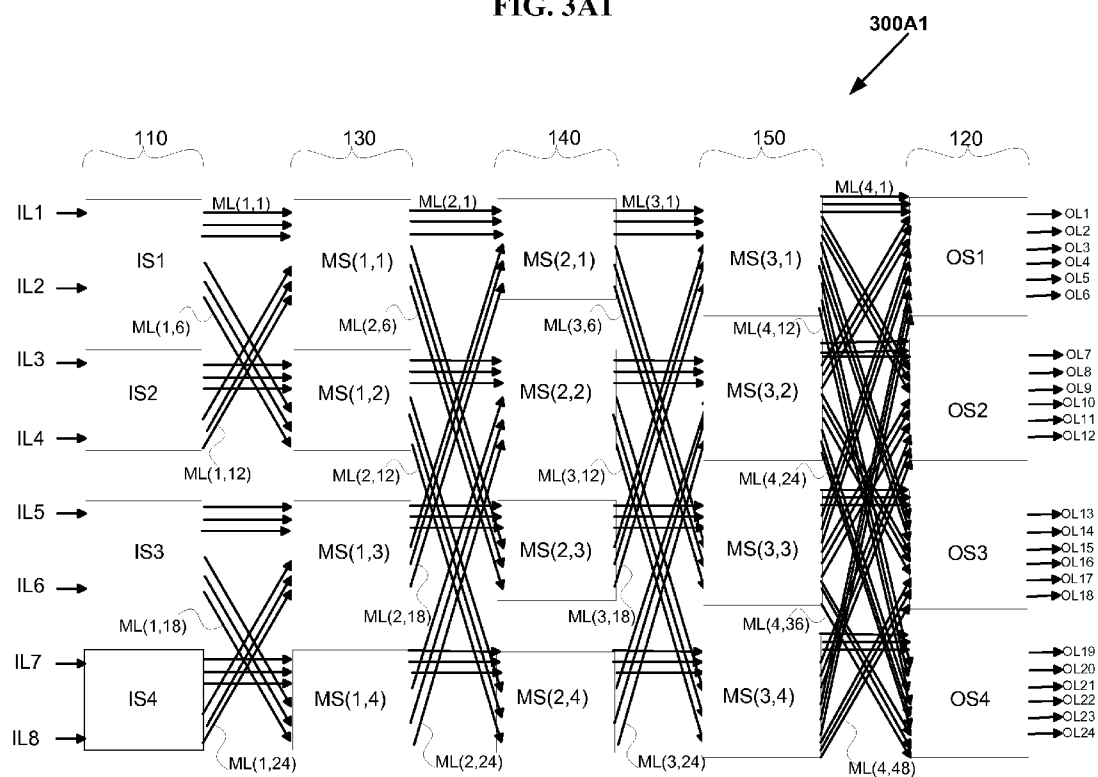 FIG. 3A1
300A1
110 130 140 150 120
ML(1,1) ML(2,1) ML(3,1) ML(4,1)
IL1 IS1 MS(1,1) MS(2,1) MS(3,1) OS1 OL1
OL2
OL3
OL4
OL5
OL6
IL2
ML(1,6) ML(2,6) ML(3,6) ML(4,12)
IL3 IS2 MS(1,2) MS(2,2) MS(3,2) OS2 OL7
OL8
OL9
OL10
OL11
OL12
IL4
ML(1,12) ML(2,12) ML(3,12) ML(4,24)
IL5 IS3 MS(1,3) MS(2,3) MS(3,3) OS3 OL13
OL14
OL15
OL16
OL17
OL18
IL6
ML(1,18) ML(2,18) ML(3,18) ML(4,36)
IL7 IS4 MS(1,4) MS(2,4) MS(3,4) OS4 OL19
OL20
OL21
OL22
OL23
OL24
IL8
ML(1,24) ML(2,24) ML(3,24) ML(4,48)